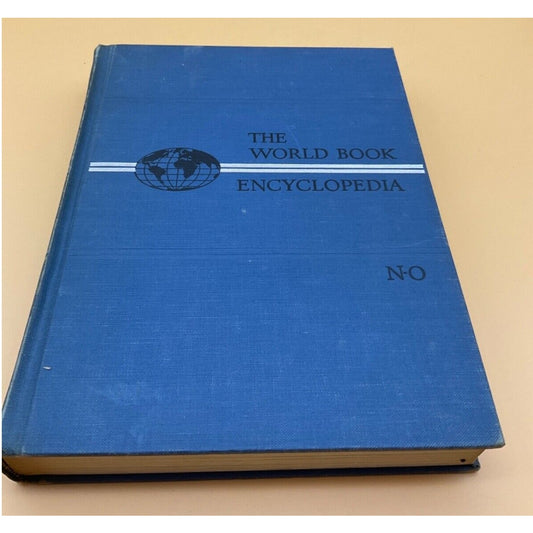 THE
WORLD BOOK
ENCYCLOPEDIA
N-O